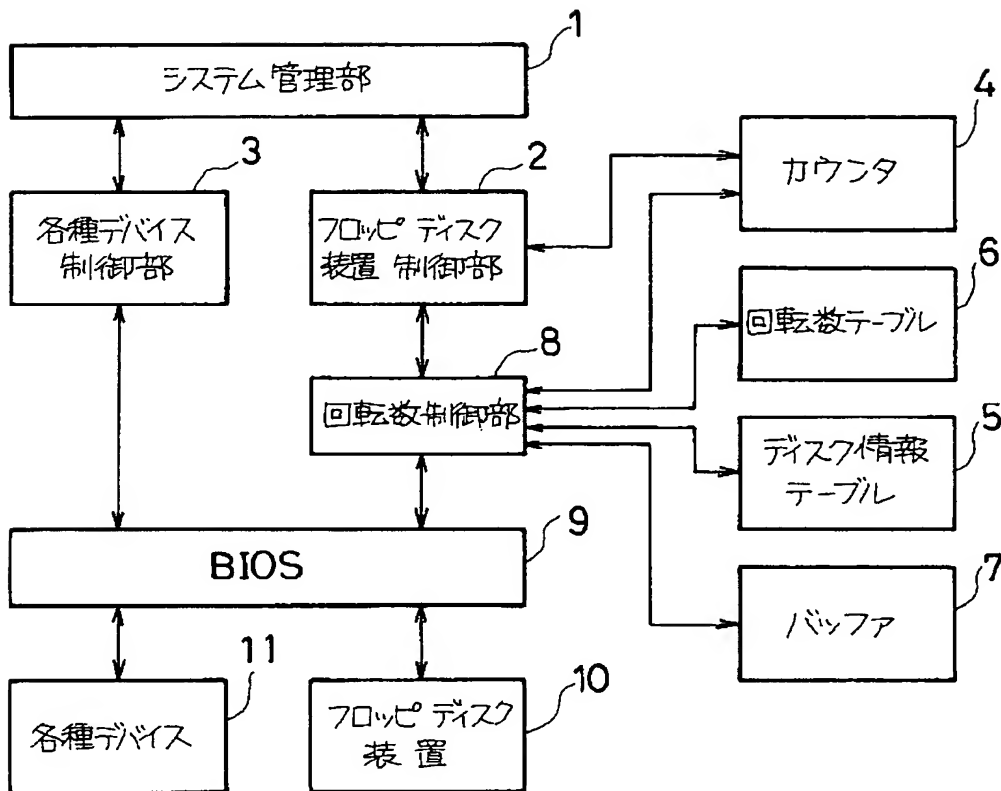 1
システム管理部
3
2
4
各種デバイス
制御部
フロッピ ディスク
装置 制御部
カウンタ
6
回転数テーブル
8
回転数制御部
5
ディスク情報
テーブル
9
BIOS
7
バッファ
11
各種デバイス
10
フロッピ ディスク
装 置